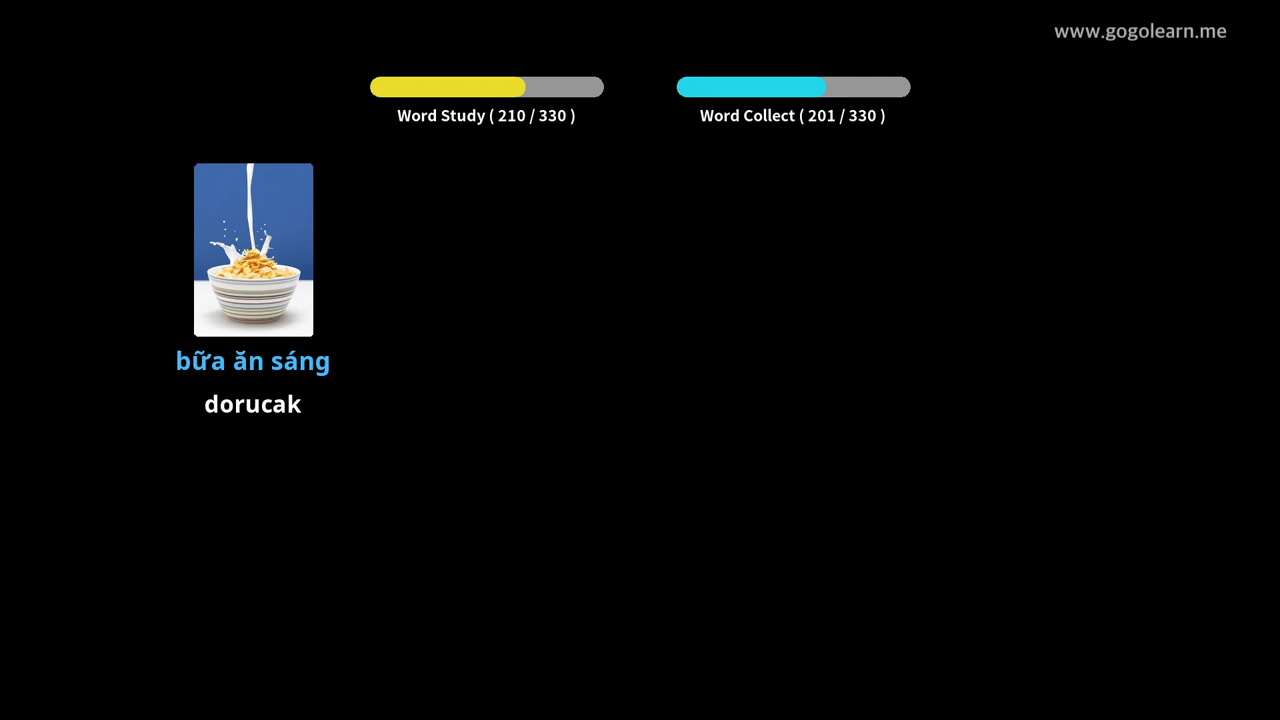 www.gogolearn.me
Word Study ( 210 / 330 )
Word Collect ( 201 / 330 )
bữa ăn sáng
dorucak